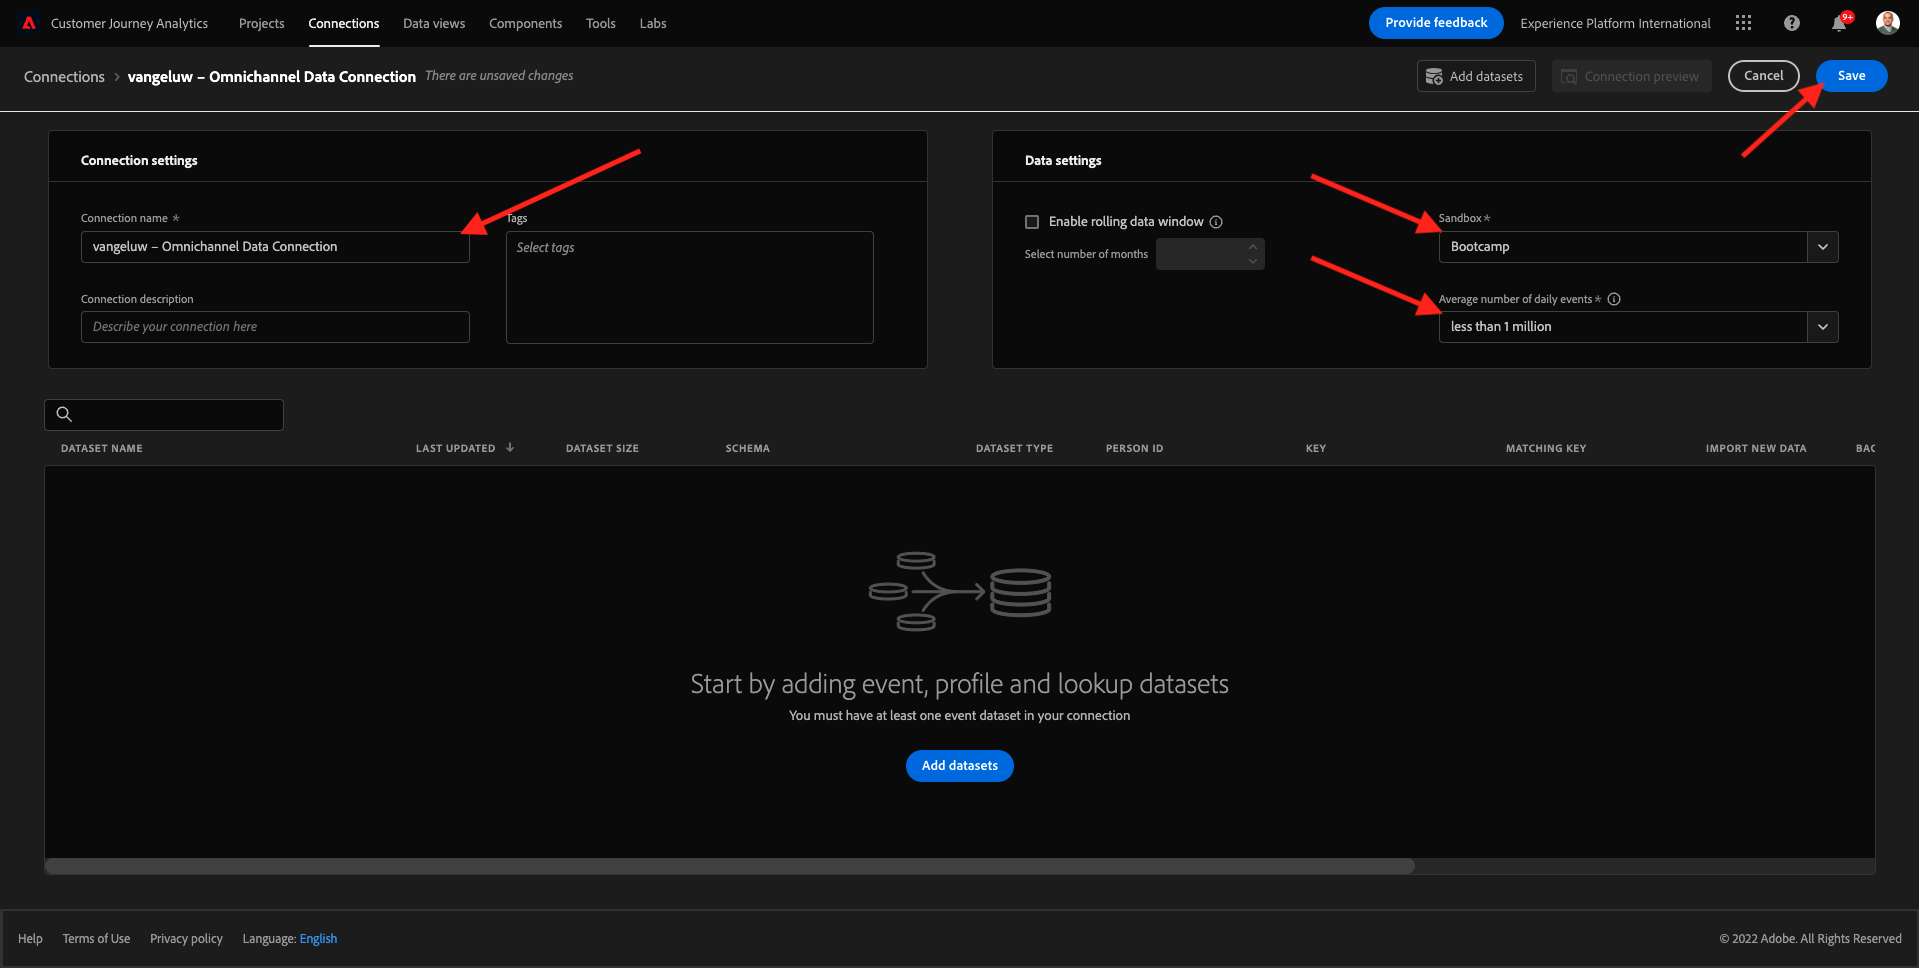 Customer Journey Analytics Projects Connections Data views Components Tools Labs Provide feedback Experience Platform International 9+
Connections > vangeluw – Omnichannel Data Connection There are unsaved changes Add datasets Connection preview Cancel Save
Connection settings
Connection name *
vangeluw – Omnichannel Data Connection
Connection description
Describe your connection here
Tags
Select tags
Data settings
Enable rolling data window
Select number of months
Sandbox *
Bootcamp
Average number of daily events *
less than 1 million
DATASET NAME LAST UPDATED DATASET SIZE SCHEMA DATASET TYPE PERSON ID KEY MATCHING KEY IMPORT NEW DATA BAC
Start by adding event, profile and lookup datasets
You must have at least one event dataset in your connection
Add datasets
Help Terms of Use Privacy policy Language: English © 2022 Adobe. All Rights Reserved